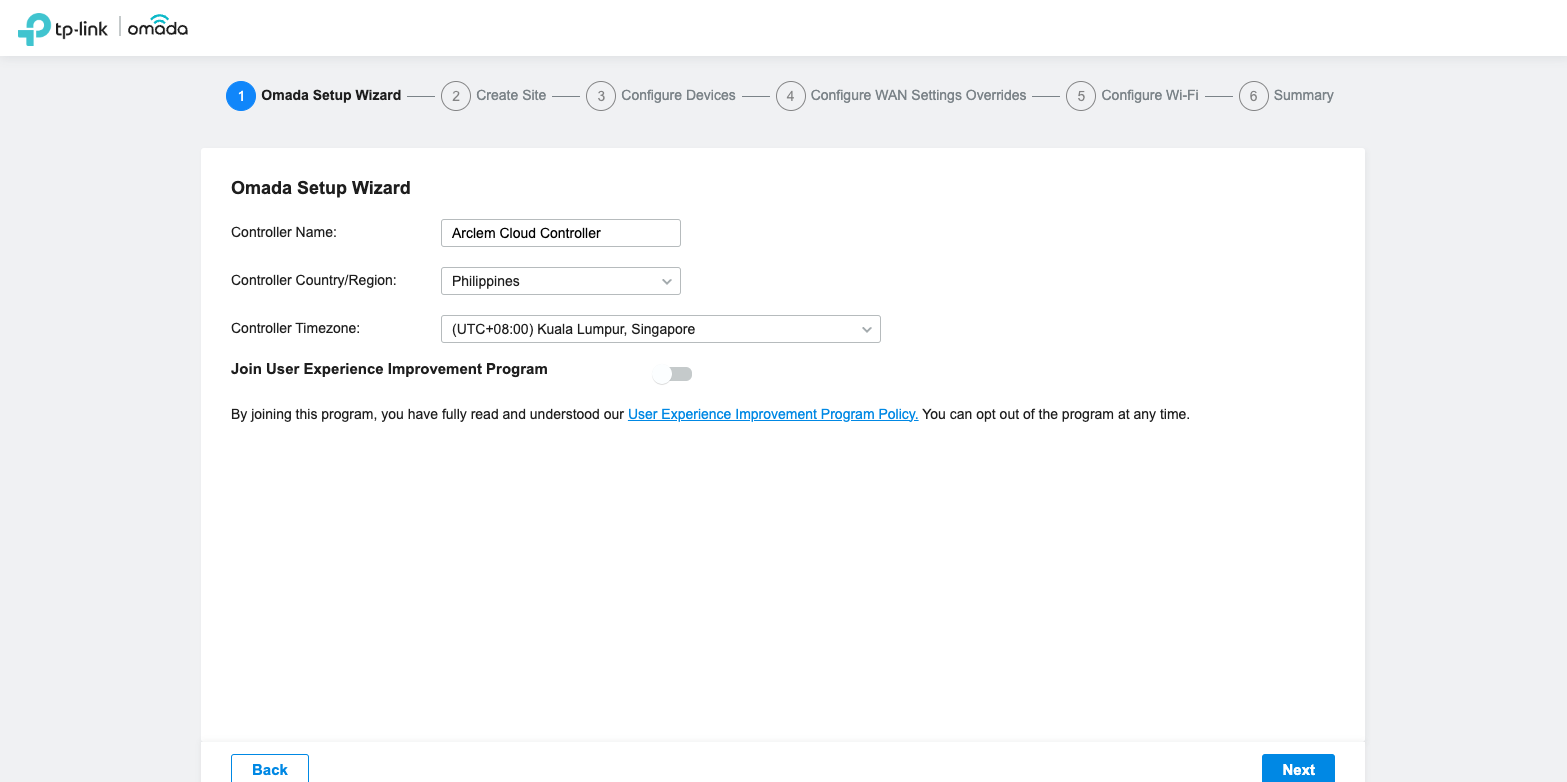 tp-link | omada
1 Omada Setup Wizard 2 Create Site 3 Configure Devices 4 Configure WAN Settings Overrides 5 Configure Wi-Fi 6 Summary
Omada Setup Wizard
Controller Name: Arclem Cloud Controller
Controller Country/Region: Philippines
Controller Timezone: (UTC+08:00) Kuala Lumpur, Singapore
Join User Experience Improvement Program
By joining this program, you have fully read and understood our User Experience Improvement Program Policy. You can opt out of the program at any time.
Back Next